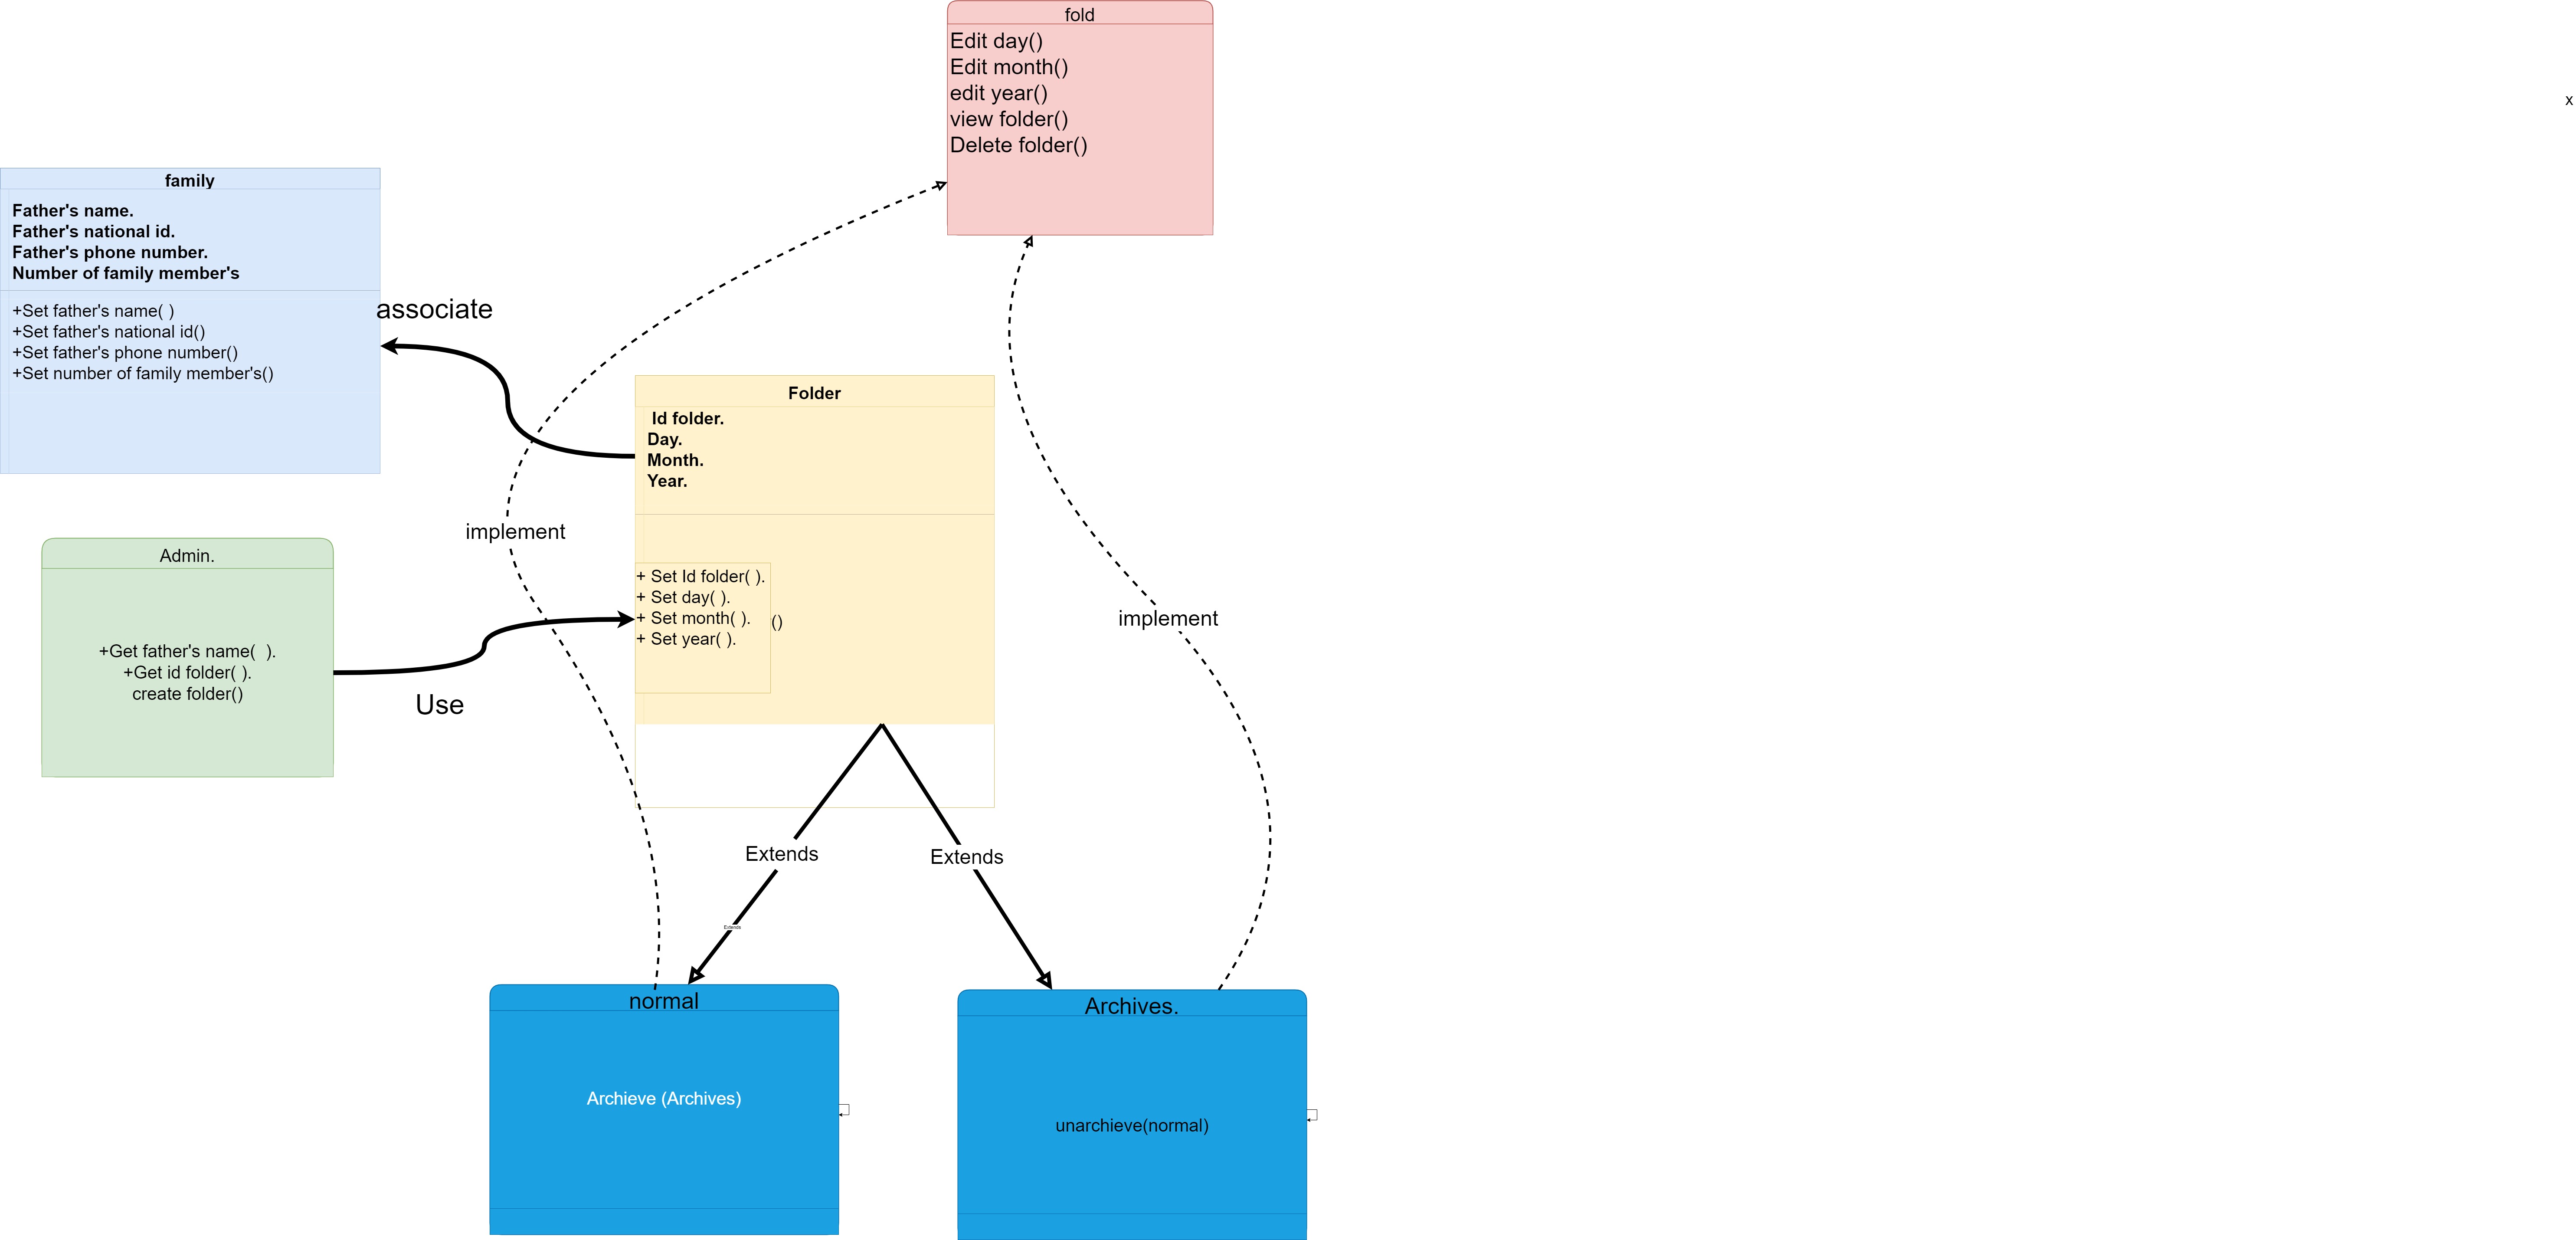 fold
Edit day()
Edit month()
edit year()
view folder()
Delete folder()
x
family
Father's name.
Father's national id.
Father's phone number.
Number of family member's
+Set father's name( )
+Set father's national id()
+Set father's phone number()
+Set number of family member's()
associate
Folder
Id folder.
Day.
Month.
Year.
+ Set Id folder( ).
+ Set day( ).
+ Set month( ).
+ Set year( ).
()
implement
Admin.
+Get father's name(  ).
+Get id folder( ).
create folder()
Use
implement
Extends
Extends
Extends
normal
Archieve (Archives)
Archives.
unarchieve(normal)